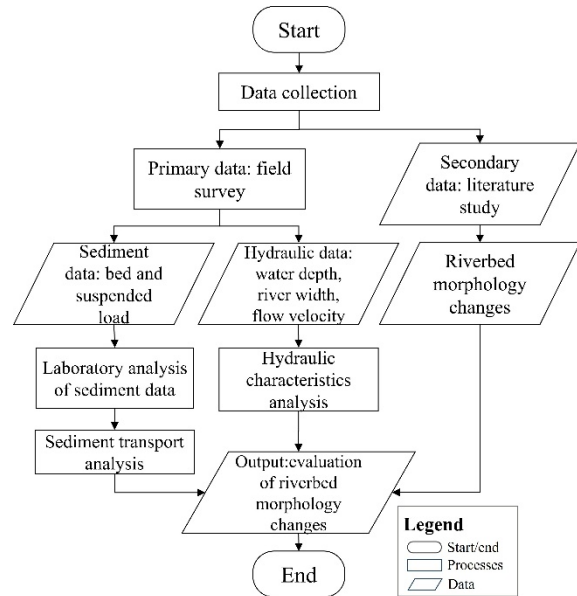 Start
Data collection
Primary data: field
survey
Secondary
data: literature
study
Sediment
data: bed and
suspended
load
Hydraulic data:
water depth,
river width,
flow velocity
Riverbed
morphology
changes
Laboratory analysis
of sediment data
Hydraulic
characteristics
analysis
Sediment transport
analysis
Output:evaluation
of riverbed
morphology
changes
End
Legend
Start/end
Processes
Data